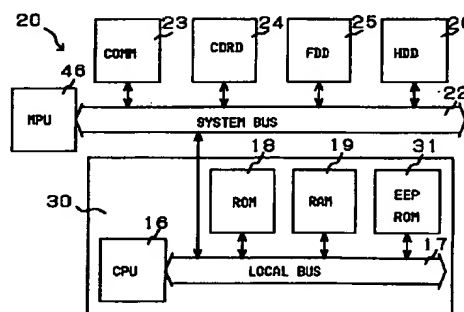 20
23
24
25
26
COMM
CDRD
FDD
HDD
46
MPU
22
SYSTEM BUS
18
19
31
30
16
ROM
RAM
EEP
ROM
CPU
17
LOCAL BUS